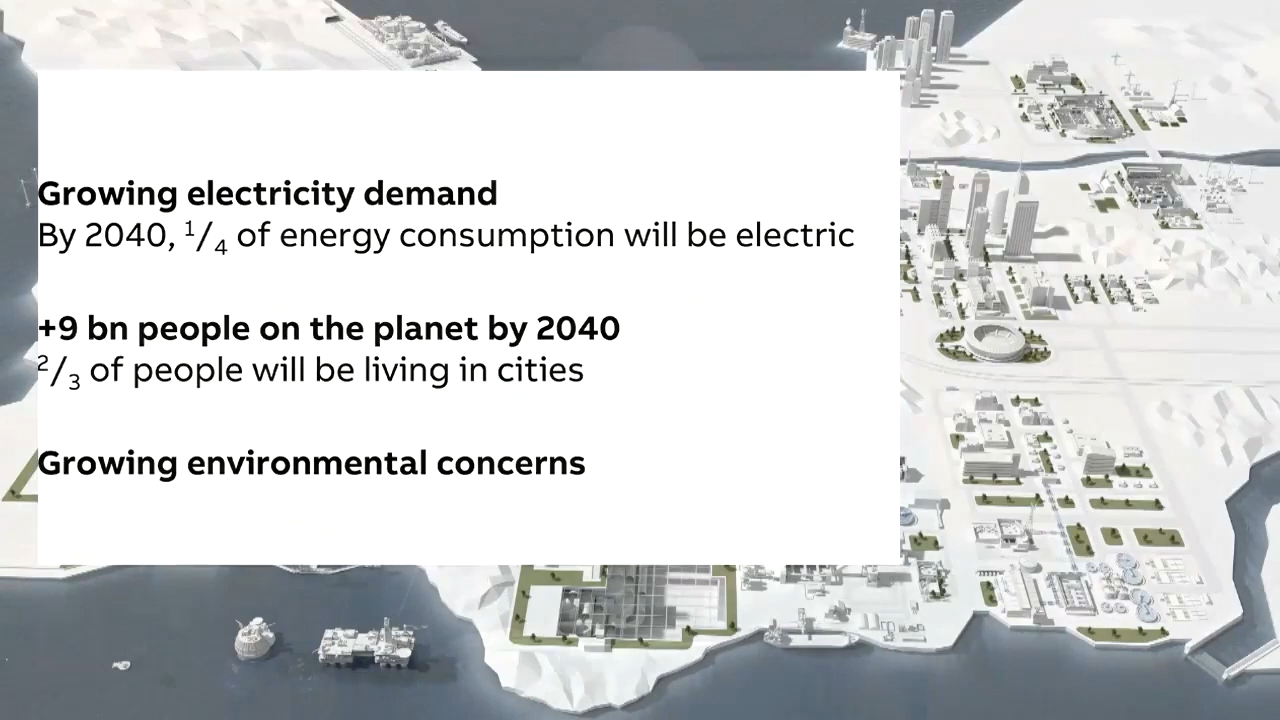 Growing electricity demand
By 2040, 1/4 of energy consumption will be electric
+9 bn people on the planet by 2040
2/3 of people will be living in cities
Growing environmental concerns